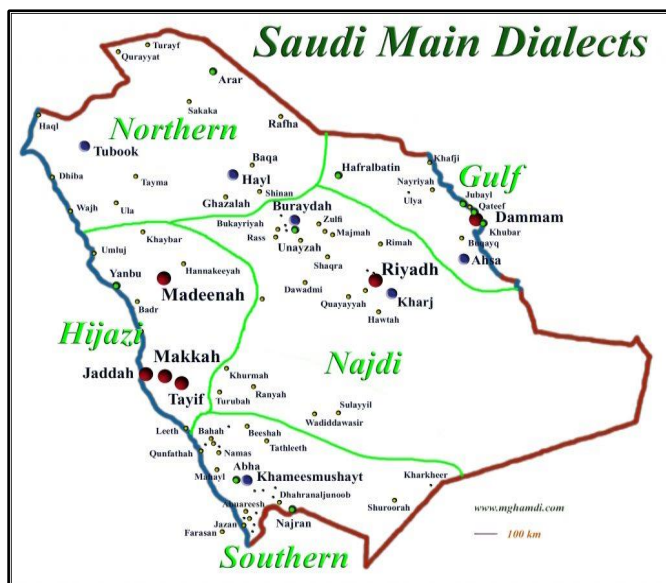 Saudi Main Dialects
Turayf
Qurayyat
Arar
Sakaka
Rafha
Haql
Northern
Tubook
Baqa
Hayl
Dhiba
Tayma
Shinan
Ghazalah
Wajh
Ula
Hafralbatin
Khafji
Gulf
Nayriyah
Ulya
Jubayl
Qateef
Dammam
Khubar
Buqayq
Ahsa
Buraydah
Bukayriyah
Zulfi
Rass
Majmah
Unayzah
Rimah
Shaqra
Riyadh
Dawadmi
Quwayyah
Kharj
Hawtah
Najdi
Umluj
Khaybar
Hannakeeyah
Yanbu
Madeenah
Badr
Hijazi
Makkah
Jaddah
Tayif
Khurmah
Ranyah
Turubah
Sulayyil
Wadiddawasir
Leeth
Bahah
Beeshah
Qunfathah
Namas
Tathleeth
Mahayl
Abha
Khameesmushayt
Kharkheer
Dhahranaljunoob
Shuroorah
Abuareesh
Jazan
Najran
Farasan
Southern
www.mghamdi.com
100 km